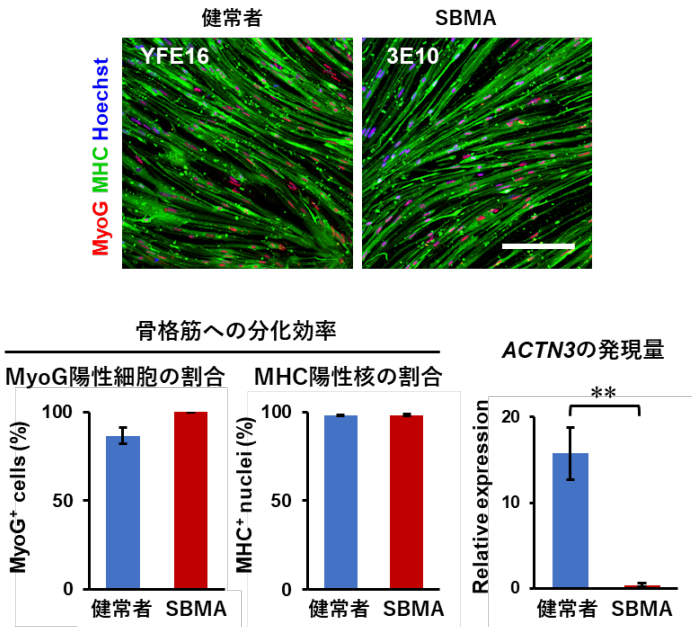 健常者
SBMA
YFE16
3E10
MyoG MHC Hoechst
骨格筋への分化効率
MyoG陽性細胞の割合
MHC陽性核の割合
ACTN3の発現量
MyoG⁺ cells (%)
100
50
0
健常者
SBMA
MHC⁺ nuclei (%)
100
50
0
健常者
SBMA
Relative expression
20
10
0
**
健常者
SBMA